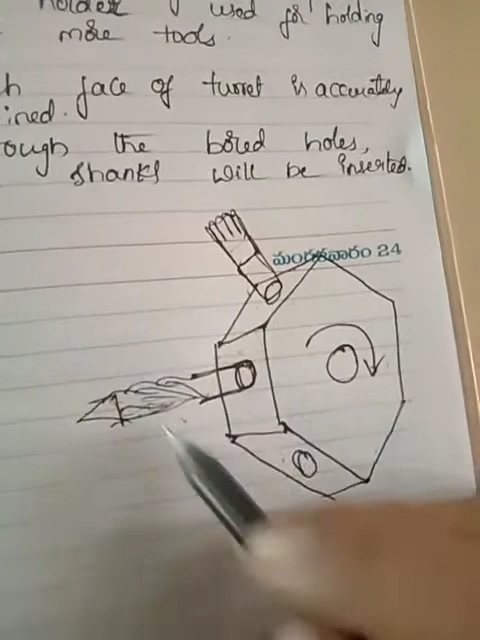 holder used for holding
more tools.
h face of turret is accurately
ined.
ough the bored holes,
shanks will be inserted.
మంగళవారం 24